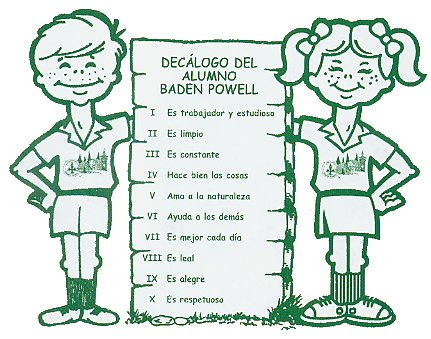 DECÁLOGO DEL
ALUMNO
BADEN POWELL
I Es trabajador y estudioso
II Es limpio
III Es constante
IV Hace bien las cosas
V Ama a la naturaleza
VI Ayuda a los demás
VII Es mejor cada día
VIII Es leal
IX Es alegre
X Es respetuoso